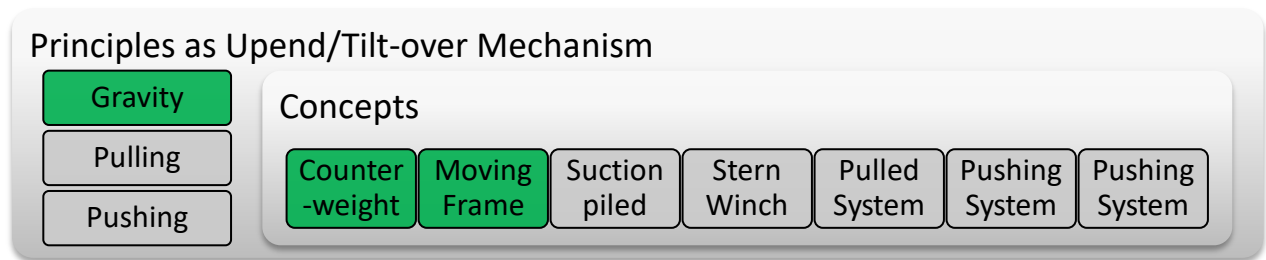 Principles as Upend/Tilt-over Mechanism
Gravity
Pulling
Pushing
Concepts
Counter
-weight
Moving
Frame
Suction
piled
Stern
Winch
Pulled
System
Pushing
System
Pushing
System